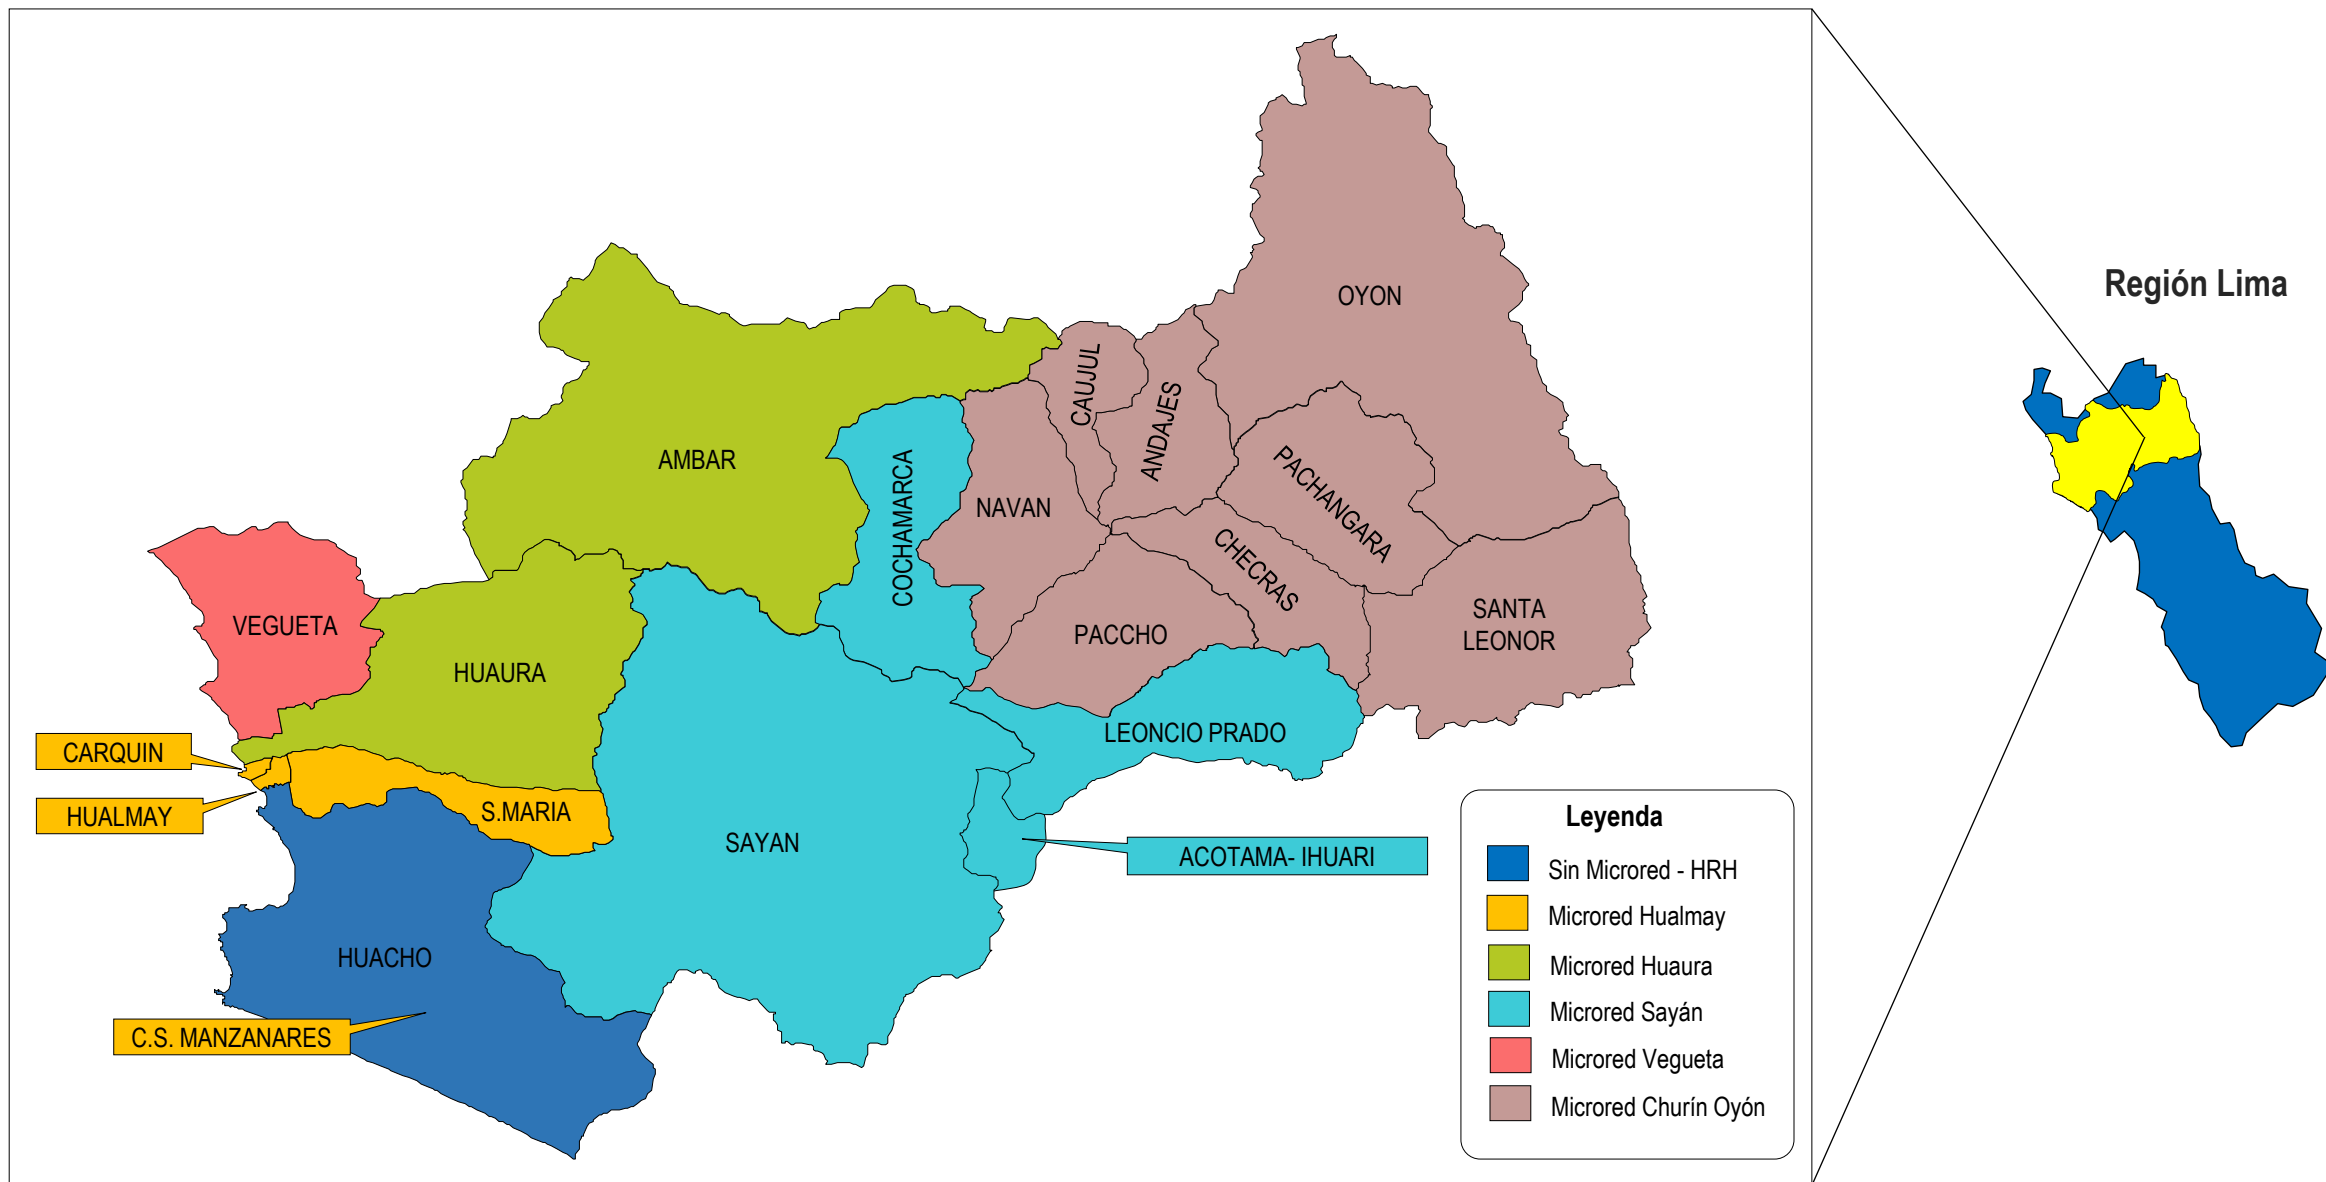 OYON
Región Lima
CAUJUL
ANDAJES
AMBAR
COCHAMARCA
NAVAN
PACHANGARA
CHECRAS
VEGUETA
PACCHO
SANTA
LEONOR
HUAURA
LEONCIO PRADO
CARQUIN
HUALMAY
S.MARIA
SAYAN
ACOTAMA- IHUARI
HUACHO
C.S. MANZANARES
Leyenda
Sin Microred - HRH
Microred Hualmay
Microred Huaura
Microred Sayán
Microred Vegueta
Microred Churín Oyón